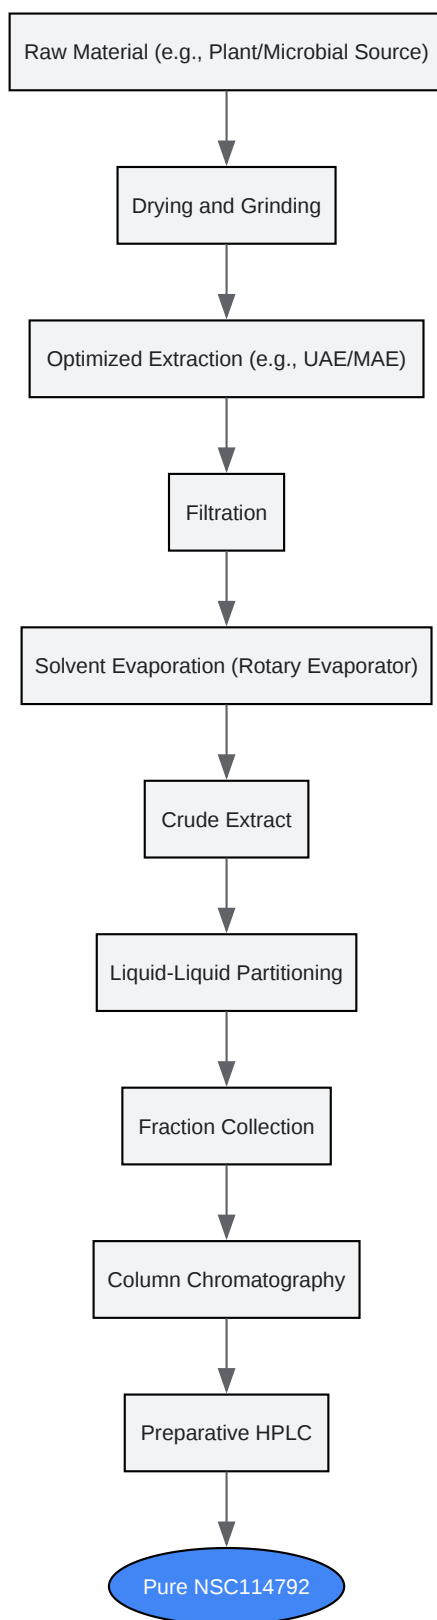 Raw Material (e.g., Plant/Microbial Source)
Drying and Grinding
Optimized Extraction (e.g., UAE/MAE)
Filtration
Solvent Evaporation (Rotary Evaporator)
Crude Extract
Liquid-Liquid Partitioning
Fraction Collection
Column Chromatography
Preparative HPLC
Pure NSC114792